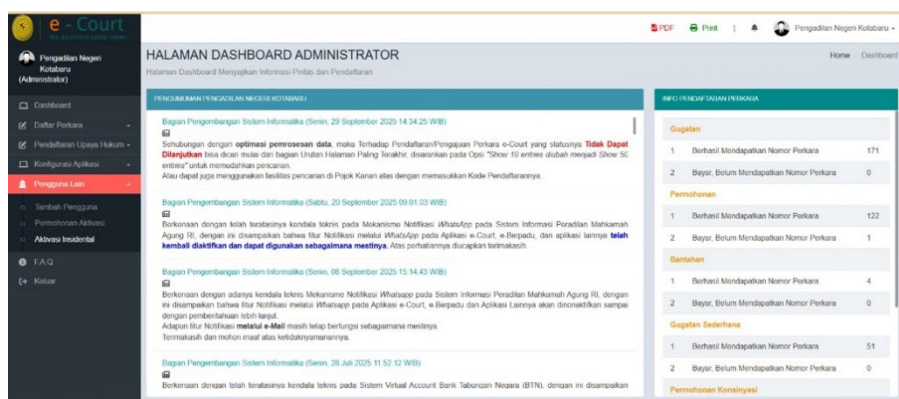 e - Court
the electronics justice system
PDF
Print
|
Pengadilan Negeri Kotabaru
Pengadilan Negeri
Kotabaru
(Administrator)
Dashboard
Daftar Perkara
Pendaftaran Upaya Hukum
Konfigurasi Aplikasi
Pengguna Lain
Tambah Pengguna
Permohonan Aktivasi
Aktivasi Insidental
F.A.Q
Keluar
HALAMAN DASHBOARD ADMINISTRATOR
Halaman Dashboard Menyajikan Informasi Pintas dan Pendaftaran
Home Dashboard
PENGUMUMAN PENGADILAN NEGERI KOTABARU
Bagian Pengembangan Sistem Informatika (Senin, 29 September 2025 14.34.25 WIB)
Sehubungan dengan optimasi pemrosesan data, maka Terhadap Pendaftaran/Pengajuan Perkara e-Court yang statusnya Tidak Dapat
Dilanjutkan bisa dicari mulai dari bagian Urutan Halaman Paling Terakhir, disarankan pada Opsi "Show 10 entries diubah menjadi Show 50
entries" untuk memudahkan pencarian.
Atau dapat juga menggunakan fasilitas pencarian di Pojok Kanan atas dengan memasukkan Kode Pendaftarannya.
Bagian Pengembangan Sistem Informatika (Sabtu, 20 September 2025 09.01.03 WIB)
Berkenaan dengan telah teratasinya kendala teknis pada Mekanisme Notifikasi WhatsApp pada Sistem Informasi Peradilan Mahkamah
Agung RI, dengan ini disampaikan bahwa fitur Notifikasi melalui WhatsApp pada Aplikasi e-Court, e-Berpadu, dan aplikasi lainnya telah
kembali diaktifkan dan dapat digunakan sebagaimana mestinya. Atas perhatiannya diucapkan terimakasih.
Bagian Pengembangan Sistem Informatika (Senin, 08 September 2025 15.14.43 WIB)
Berkenaan dengan adanya kendala teknis Mekanisme Notifikasi Whatsapp pada Sistem Informasi Peradilan Mahkamah Agung RI, dengan
ini disampaikan bahwa fitur Notifikasi melalui WhatsApp pada Aplikasi e-Court, e-Berpadu dan Aplikasi Lainnya akan dinonaktifkan sampai
dengan pemberitahuan lebih lanjut.
Adapun fitur Notifikasi melalui e-Mail masih tetap berfungsi sebagaimana mestinya.
Terimakasih dan mohon maaf atas ketidaknyamanannya.
Bagian Pengembangan Sistem Informatika (Senin, 28 Juli 2025 11.52.12 WIB)
Berkenaan dengan telah teratasinya kendala teknis pada Sistem Virtual Account Bank Tabungan Negara (BTN), dengan ini disampaikan
INFO PENDAFTARAN PERKARA
Gugatan
1 Berhasil Mendapatkan Nomor Perkara 171
2 Bayar, Belum Mendapatkan Nomor Perkara 0
Permohonan
1 Berhasil Mendapatkan Nomor Perkara 122
2 Bayar, Belum Mendapatkan Nomor Perkara 1
Bantahan
1 Berhasil Mendapatkan Nomor Perkara 4
2 Bayar, Belum Mendapatkan Nomor Perkara 0
Gugatan Sederhana
1 Berhasil Mendapatkan Nomor Perkara 51
2 Bayar, Belum Mendapatkan Nomor Perkara 0
Permohonan Konsinyasi